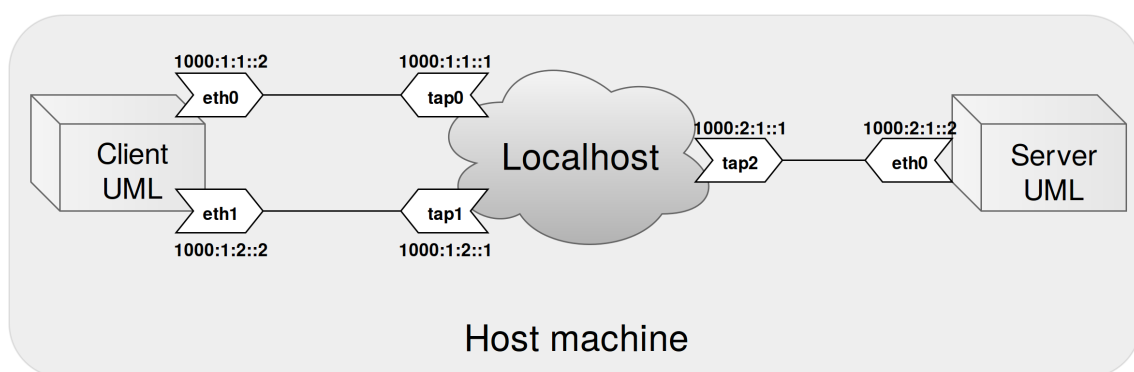 1000:1:1::2
1000:1:1::1
eth0
tap0
1000:2:1::1
1000:2:1::2
Client
UML
Localhost
tap2
eth0
Server
UML
eth1
tap1
1000:1:2::2
1000:1:2::1
Host machine